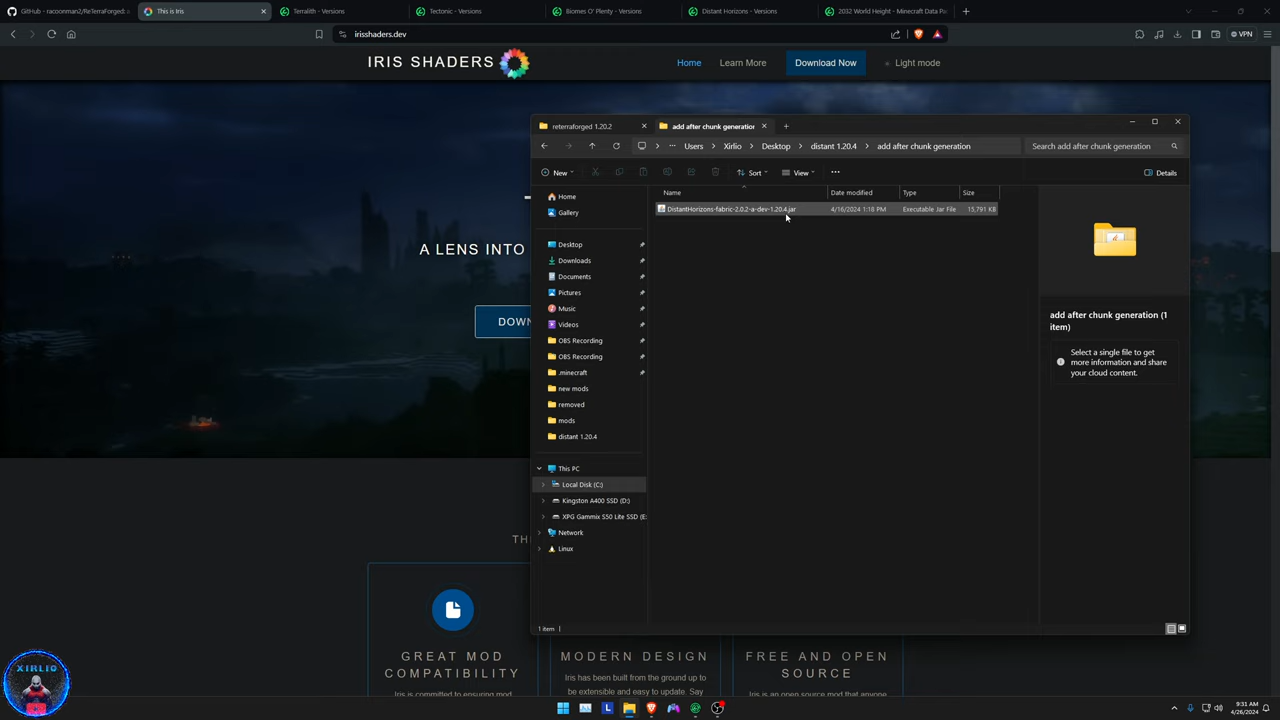 GitHub - racoonman2/ReTerraForged: a
This is Iris
Terralith - Versions
Tectonic - Versions
Biomes O' Plenty - Versions
Distant Horizons - Versions
2032 World Height - Minecraft Data Pa
irisshaders.dev
VPN
IRIS SHADERS
Home
Learn More
Download Now
Light mode
reterraforged 1.20.2
add after chunk generation
Users
Xirlio
Desktop
distant 1.20.4
add after chunk generation
Search add after chunk generation
New
Sort
View
Details
Name
Date modified
Type
Size
DistantHorizons-fabric-2.0.2-a-dev-1.20.4.jar
4/16/2024 1:18 PM
Executable Jar File
15,791 KB
Home
Gallery
Desktop
Downloads
Documents
Pictures
Music
Videos
OBS Recording
OBS Recording
.minecraft
new mods
removed
mods
distant 1.20.4
This PC
Local Disk (C:)
Kingston A400 SSD (D:)
XPG Gammix S50 Lite SSD (E:
Network
Linux
add after chunk generation (1
item)
Select a single file to get
more information and share
your cloud content.
1 item
A LENS INTO
DOWN
TH
GREAT MOD
COMPATIBILITY
Iris is committed to ensuring mod
MODERN DESIGN
Iris has been built from the ground up to
be extensible and easy to update. Say
FREE AND OPEN
SOURCE
Iris is an open source mod that anyone
XIRLIO
9:31 AM
4/26/2024